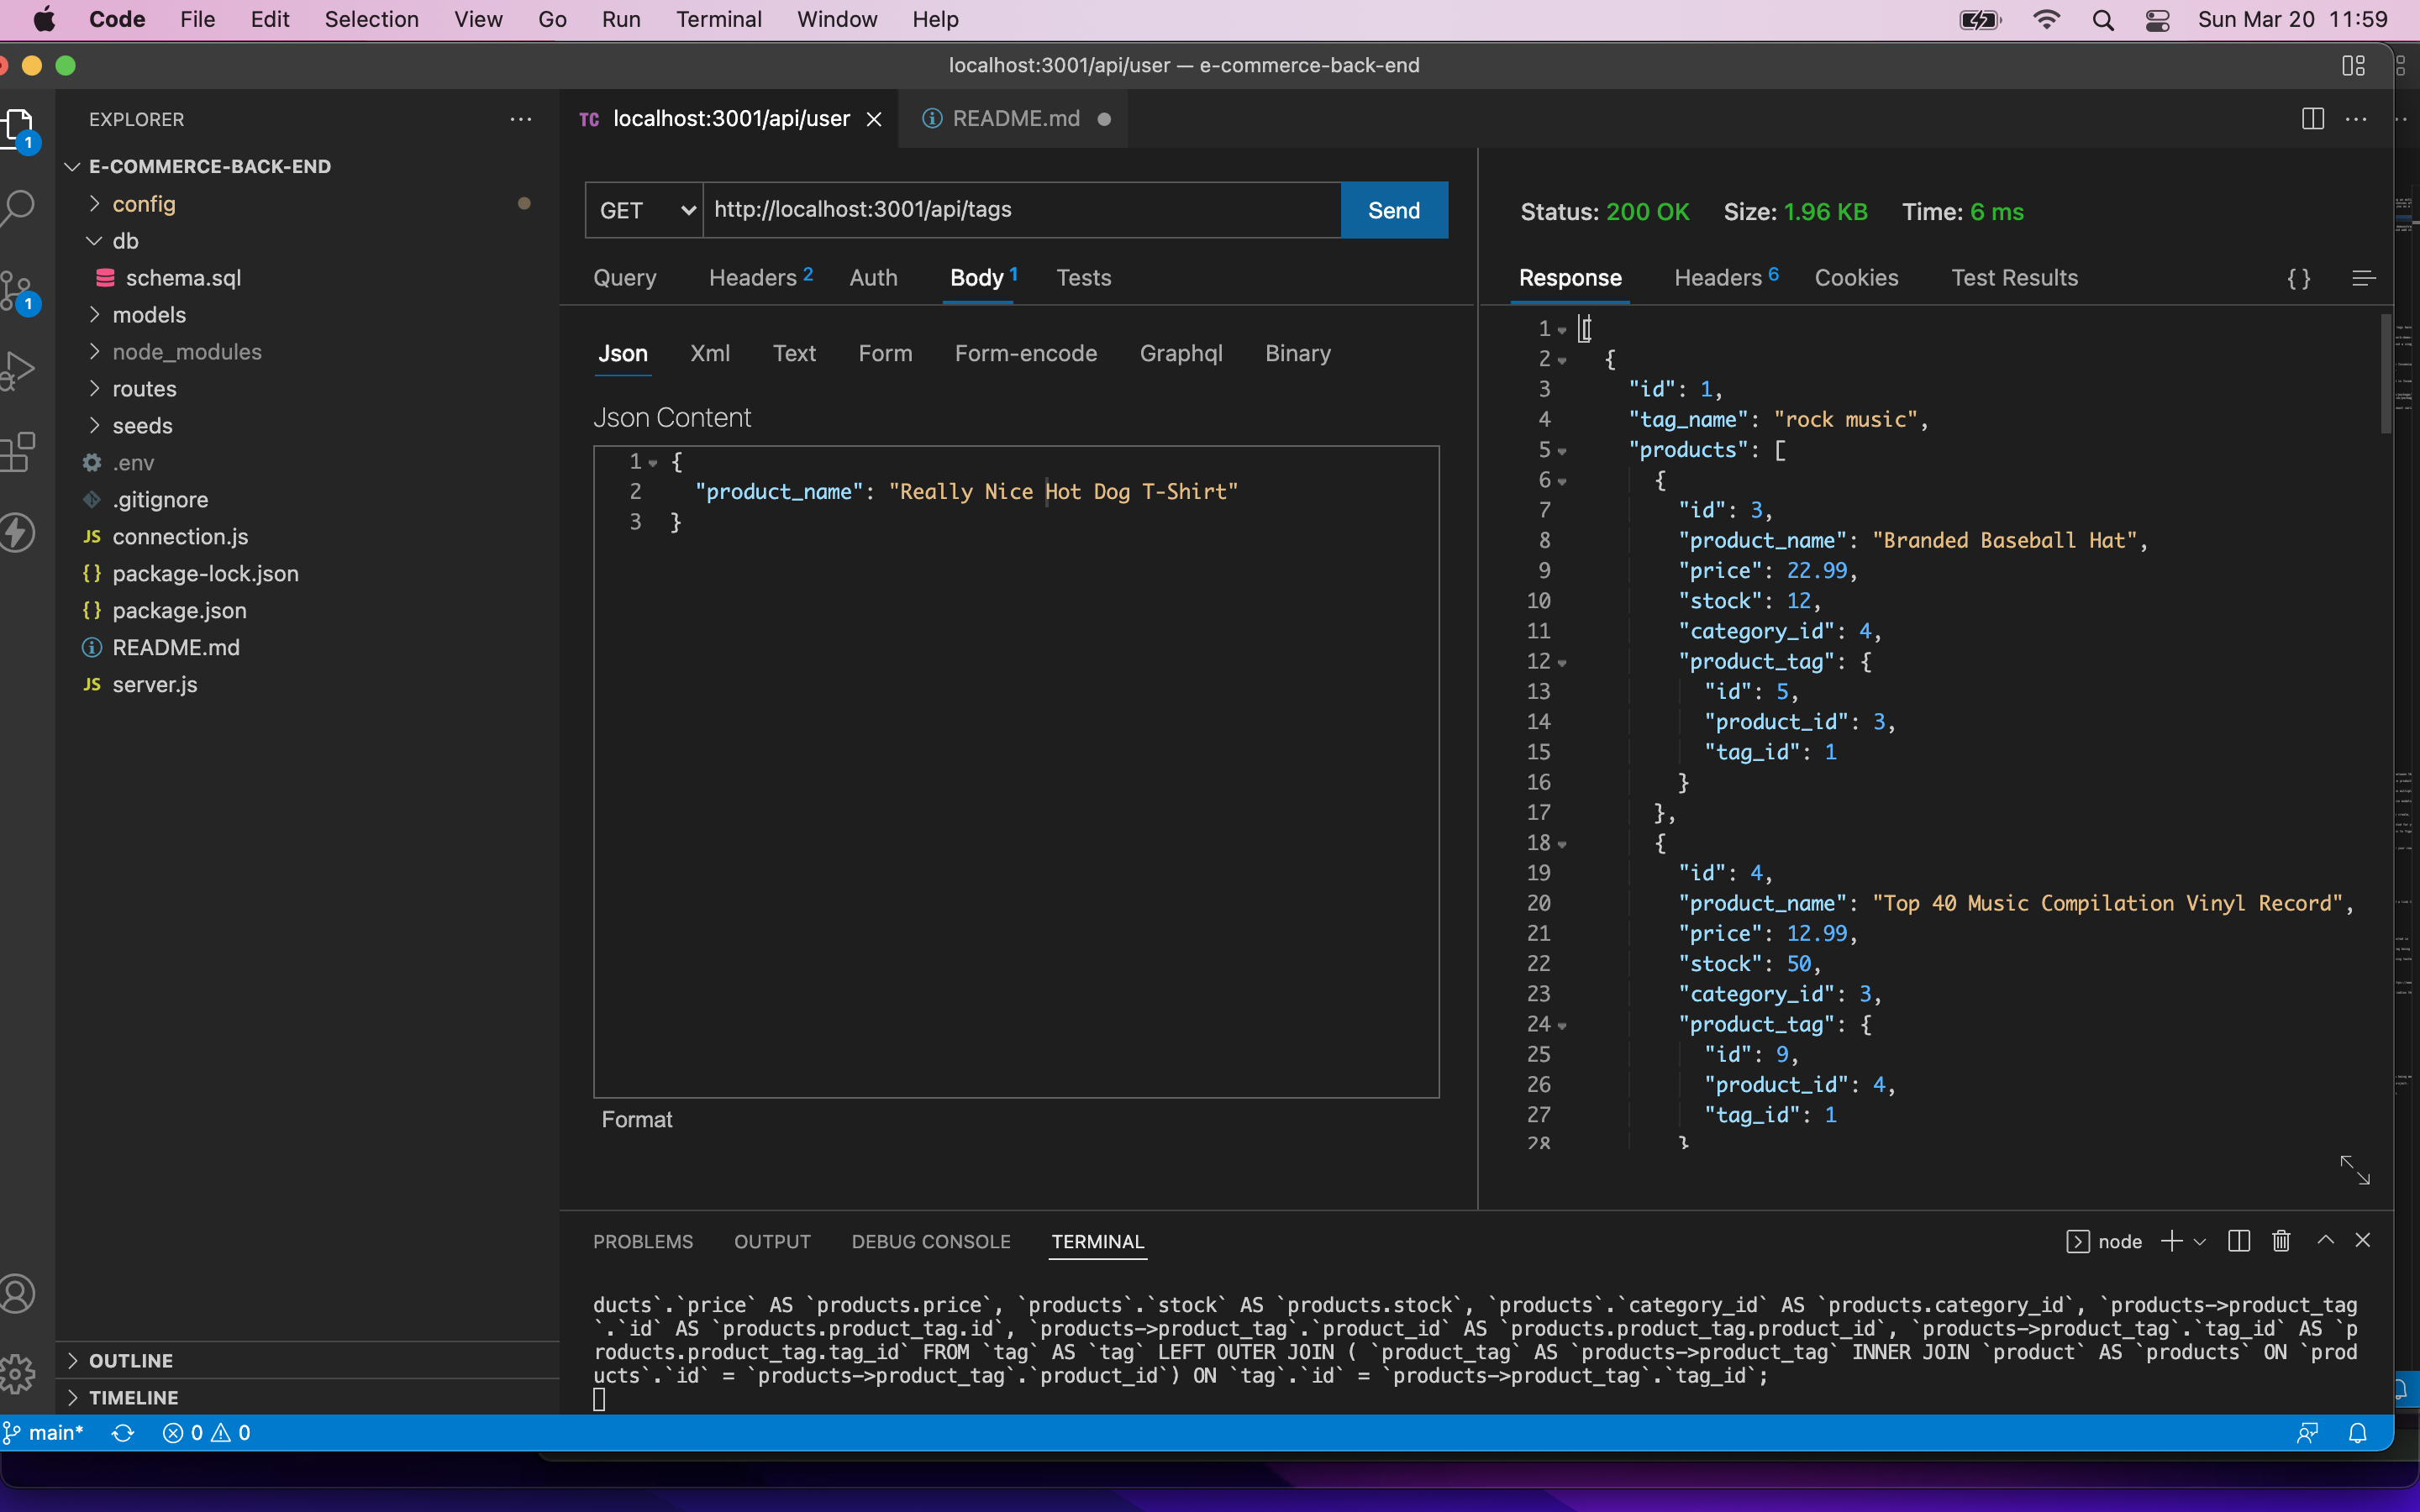 Code File Edit Selection View Go Run Terminal Window Help Sun Mar 20 11:59
localhost:3001/api/user — e-commerce-back-end
EXPLORER
1
E-COMMERCE-BACK-END
config
db
schema.sql
1
models
node_modules
routes
seeds
.env
.gitignore
JS connection.js
{} package-lock.json
{} package.json
README.md
JS server.js
OUTLINE
TIMELINE
TC localhost:3001/api/user
README.md
GET http://localhost:3001/api/tags Send
Query Headers 2 Auth Body 1 Tests
Json Xml Text Form Form-encode Graphql Binary
Json Content
1 {
2 "product_name": "Really Nice Hot Dog T-Shirt"
3 }
Format
Status: 200 OK Size: 1.96 KB Time: 6 ms
Response Headers 6 Cookies Test Results {}
1 [
2 {
3 "id": 1,
4 "tag_name": "rock music",
5 "products": [
6 {
7 "id": 3,
8 "product_name": "Branded Baseball Hat",
9 "price": 22.99,
10 "stock": 12,
11 "category_id": 4,
12 "product_tag": {
13 "id": 5,
14 "product_id": 3,
15 "tag_id": 1
16 }
17 },
18 {
19 "id": 4,
20 "product_name": "Top 40 Music Compilation Vinyl Record",
21 "price": 12.99,
22 "stock": 50,
23 "category_id": 3,
24 "product_tag": {
25 "id": 9,
26 "product_id": 4,
27 "tag_id": 1
28 }
PROBLEMS OUTPUT DEBUG CONSOLE TERMINAL node
ducts`.`price` AS `products.price`, `products`.`stock` AS `products.stock`, `products`.`category_id` AS `products.category_id`, `products->product_tag
`.`id` AS `products.product_tag.id`, `products->product_tag`.`product_id` AS `products.product_tag.product_id`, `products->product_tag`.`tag_id` AS `p
roducts.product_tag.tag_id` FROM `tag` AS `tag` LEFT OUTER JOIN ( `product_tag` AS `products->product_tag` INNER JOIN `product` AS `products` ON `prod
ucts`.`id` = `products->product_tag`.`product_id`) ON `tag`.`id` = `products->product_tag`.`tag_id`;
main* 0 0